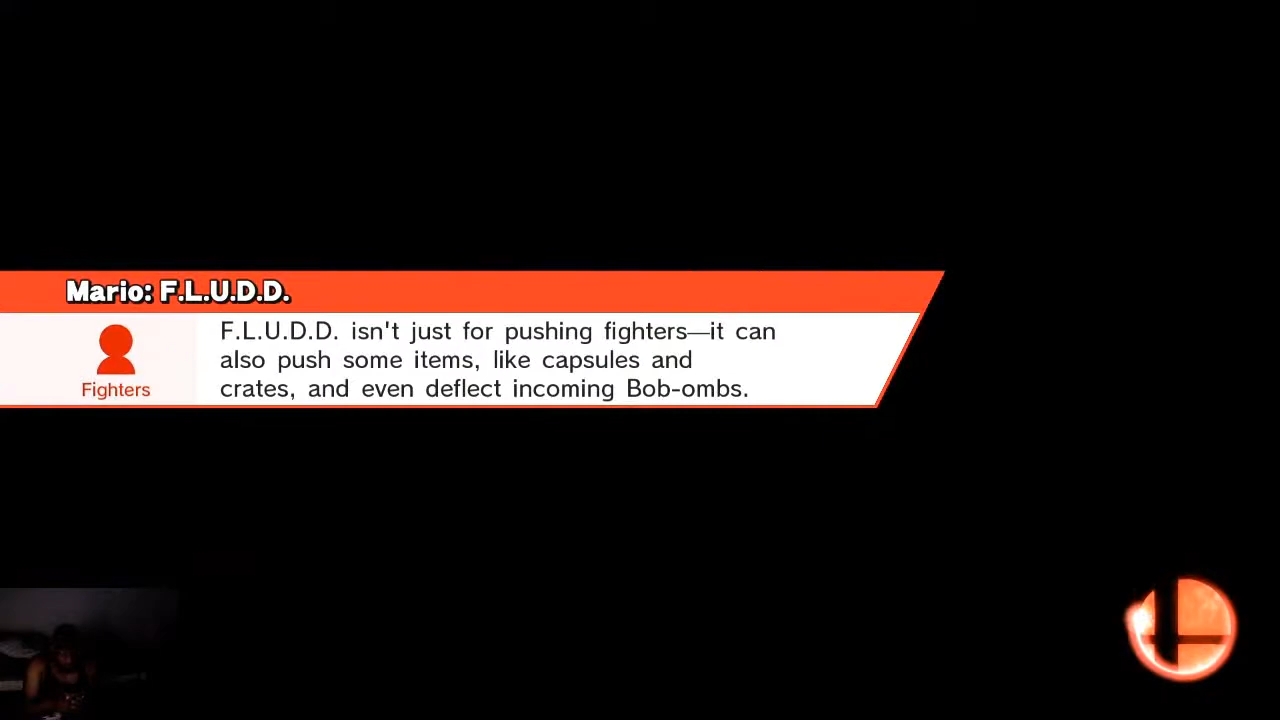 Mario: F.L.U.D.D.
F.L.U.D.D. isn't just for pushing fighters—it can
also push some items, like capsules and
crates, and even deflect incoming Bob-ombs.
Fighters